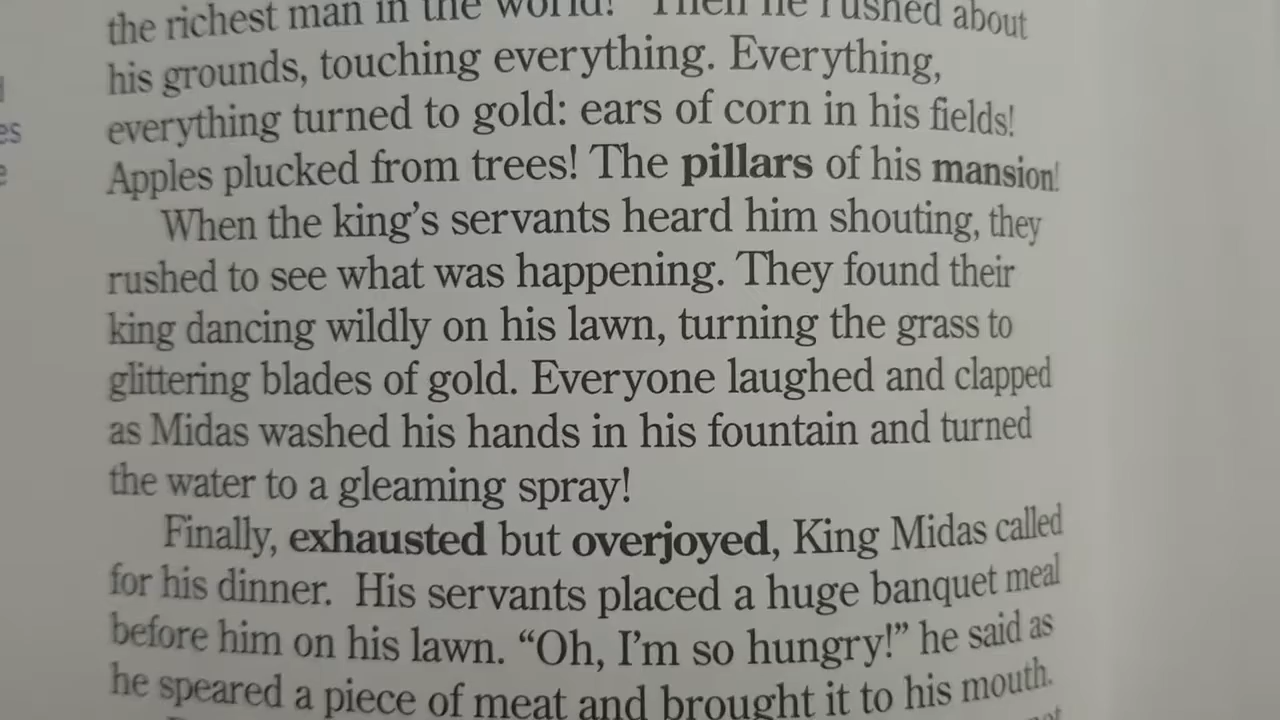 the richest man in the world!" Then he rushed about
his grounds, touching everything. Everything,
everything turned to gold: ears of corn in his fields!
Apples plucked from trees! The pillars of his mansion!
When the king's servants heard him shouting, they
rushed to see what was happening. They found their
king dancing wildly on his lawn, turning the grass to
glittering blades of gold. Everyone laughed and clapped
as Midas washed his hands in his fountain and turned
the water to a gleaming spray!
Finally, exhausted but overjoyed, King Midas called
for his dinner. His servants placed a huge banquet meal
before him on his lawn. "Oh, I'm so hungry!" he said as
he speared a piece of meat and brought it to his mouth.